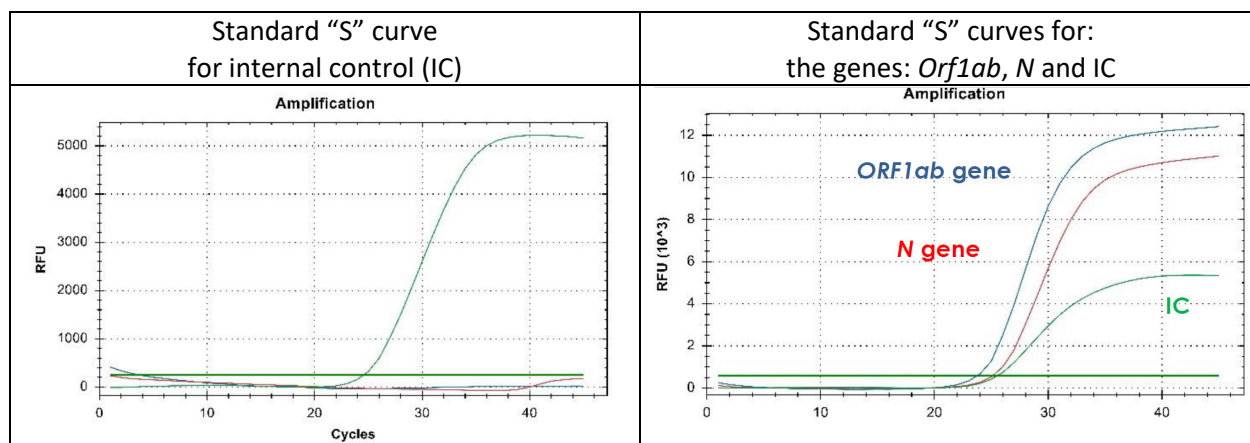 Standard “S” curve
for internal control (IC)
Standard “S” curves for:
the genes: Orf1ab, N and IC
Amplification
5000
4000
3000
2000
1000
0
RFU
0
10
20
30
40
Cycles
Amplification
12
10
8
6
4
2
0
RFU (10^3)
0
10
20
30
40
ORF1ab gene
N gene
IC